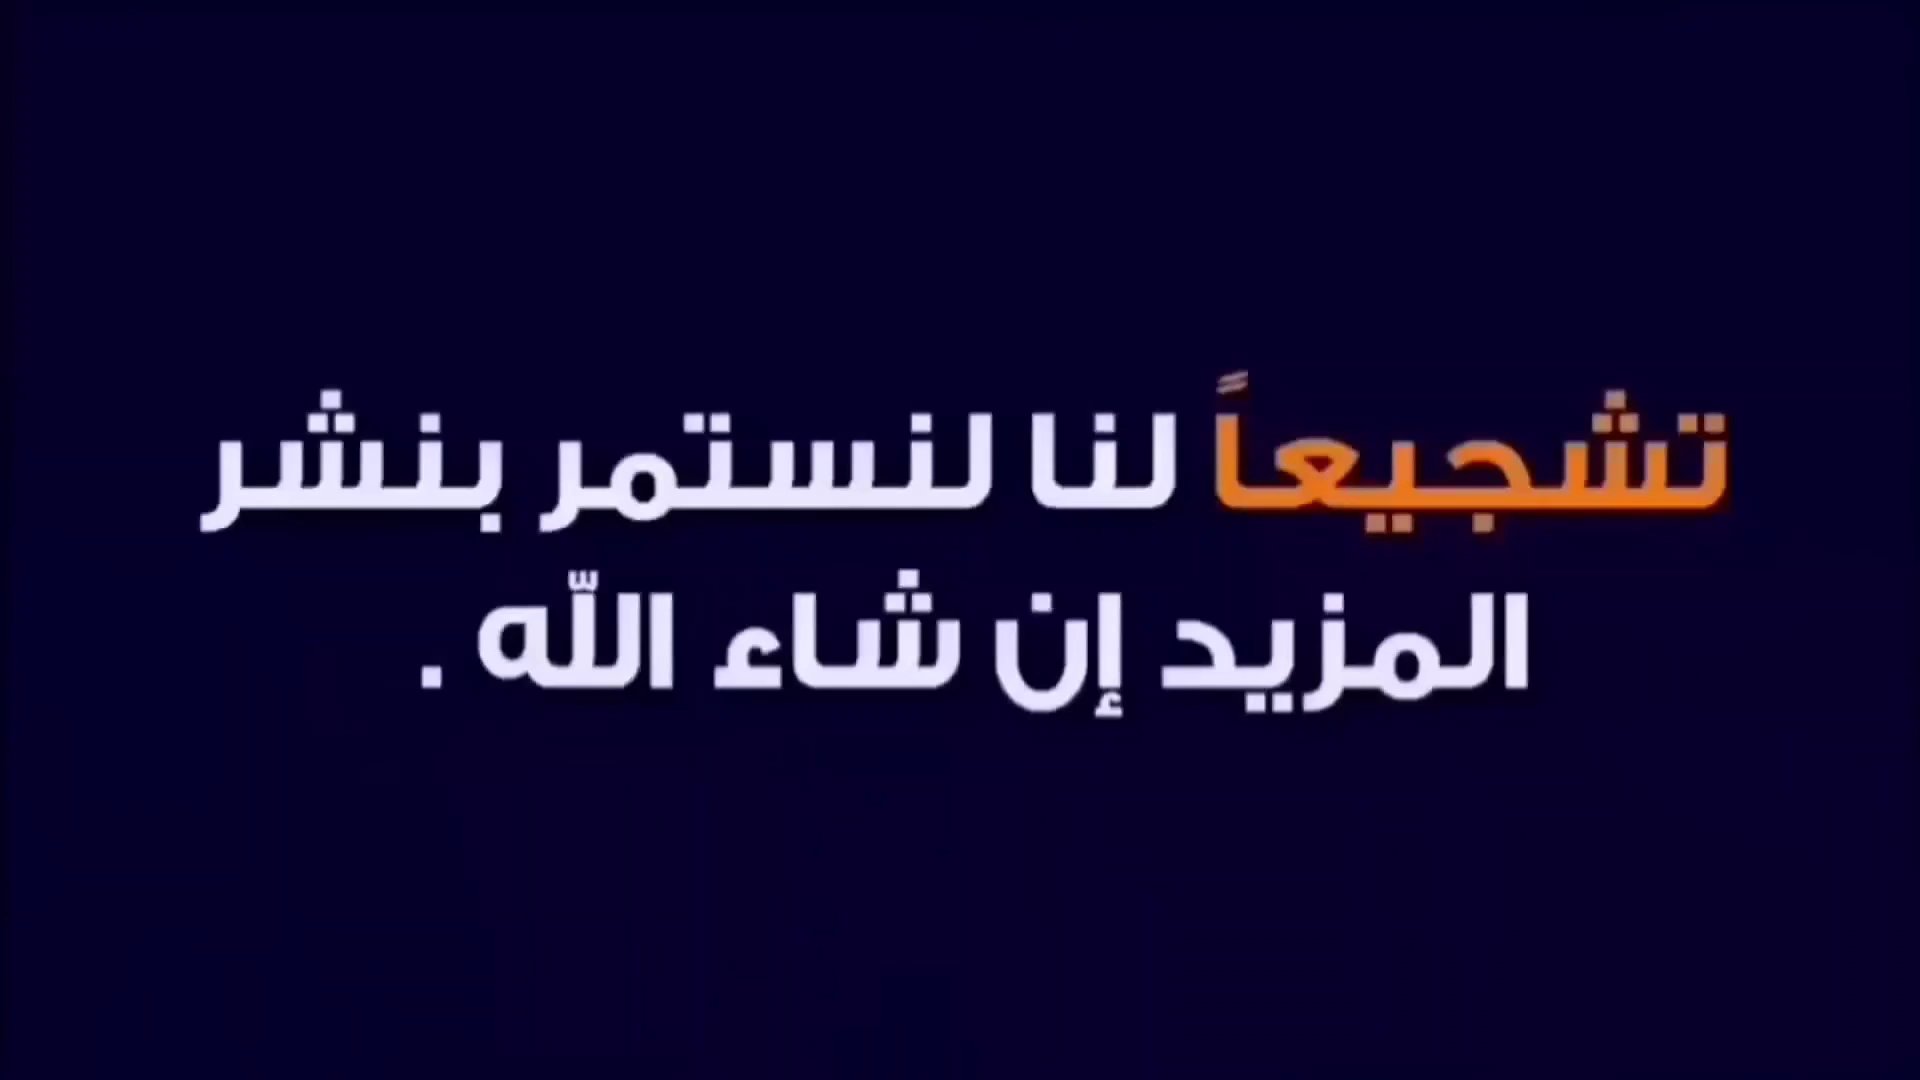 تشجيعاً لنا لنستمر بنشر
المزيد إن شاء اللّه .